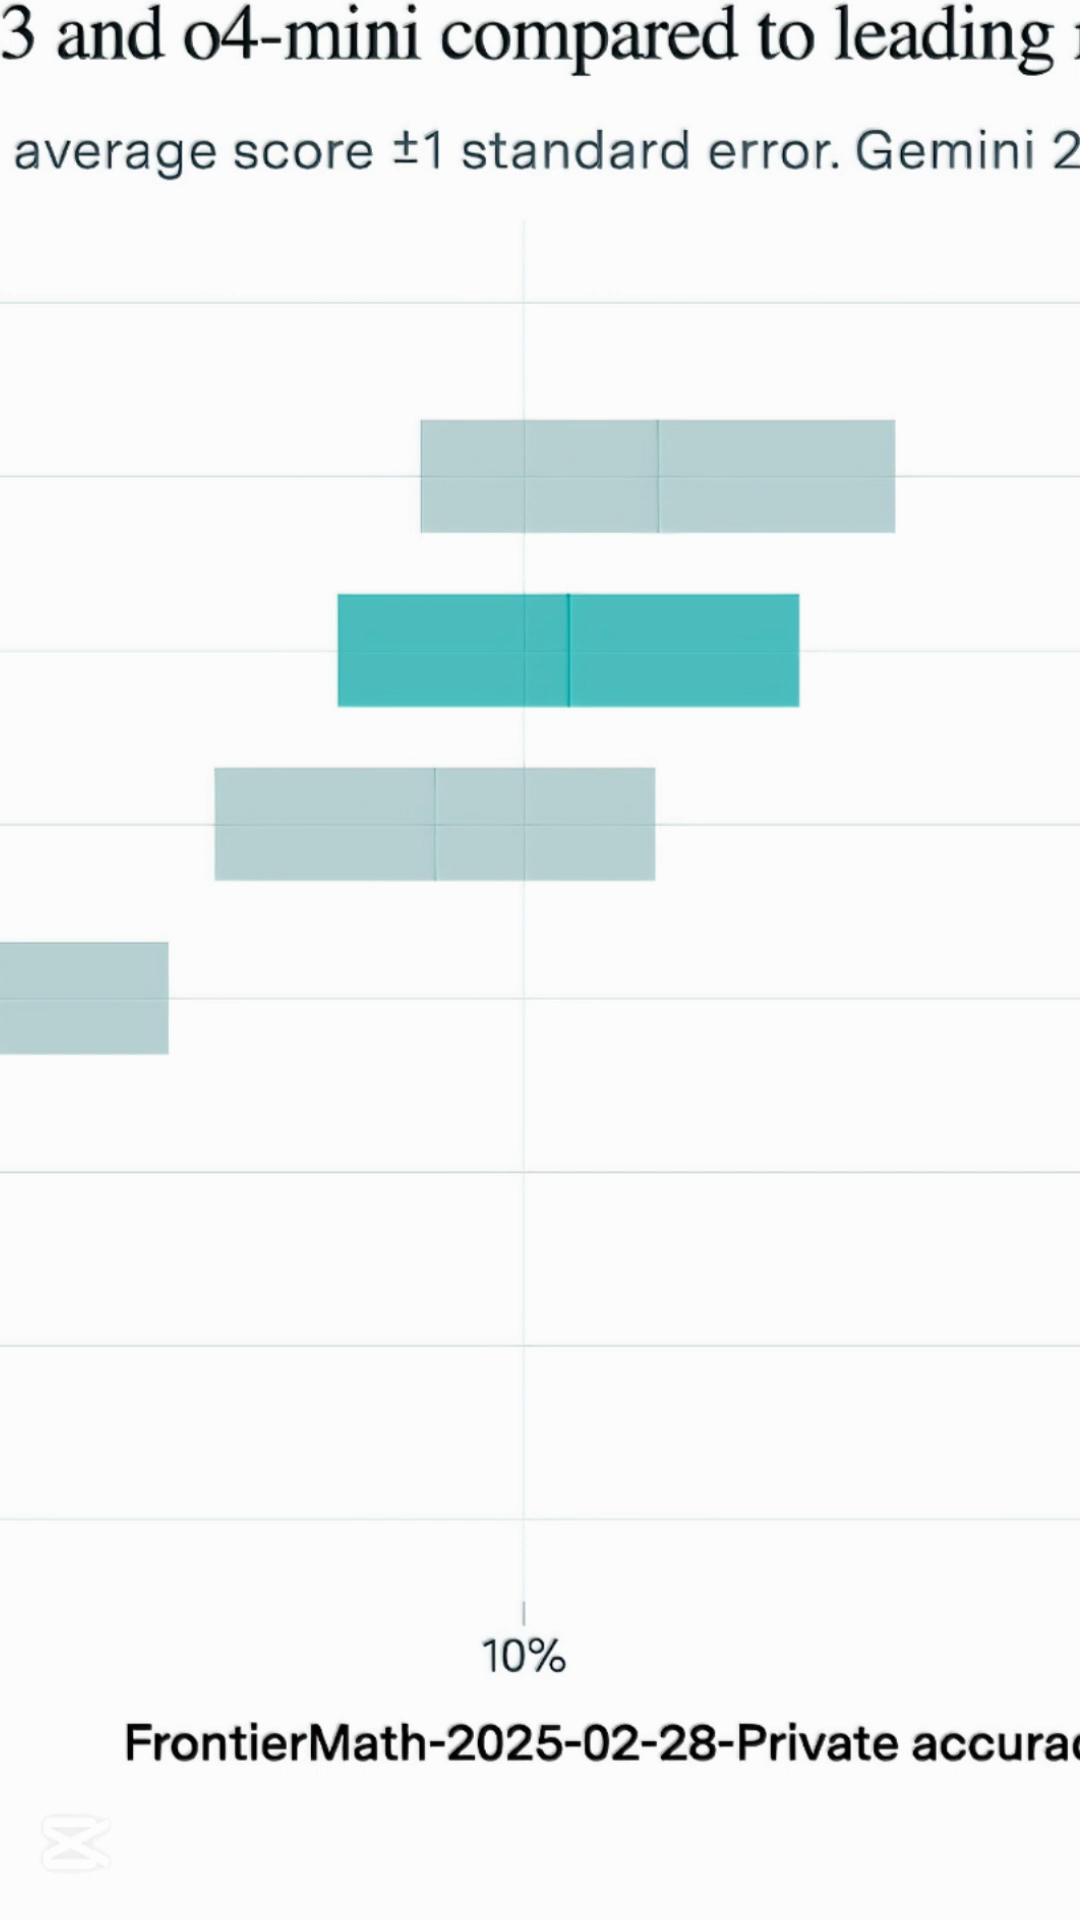 3 and o4-mini compared to leading
average score ±1 standard error. Gemini 2
10%
FrontierMath-2025-02-28-Private accurac